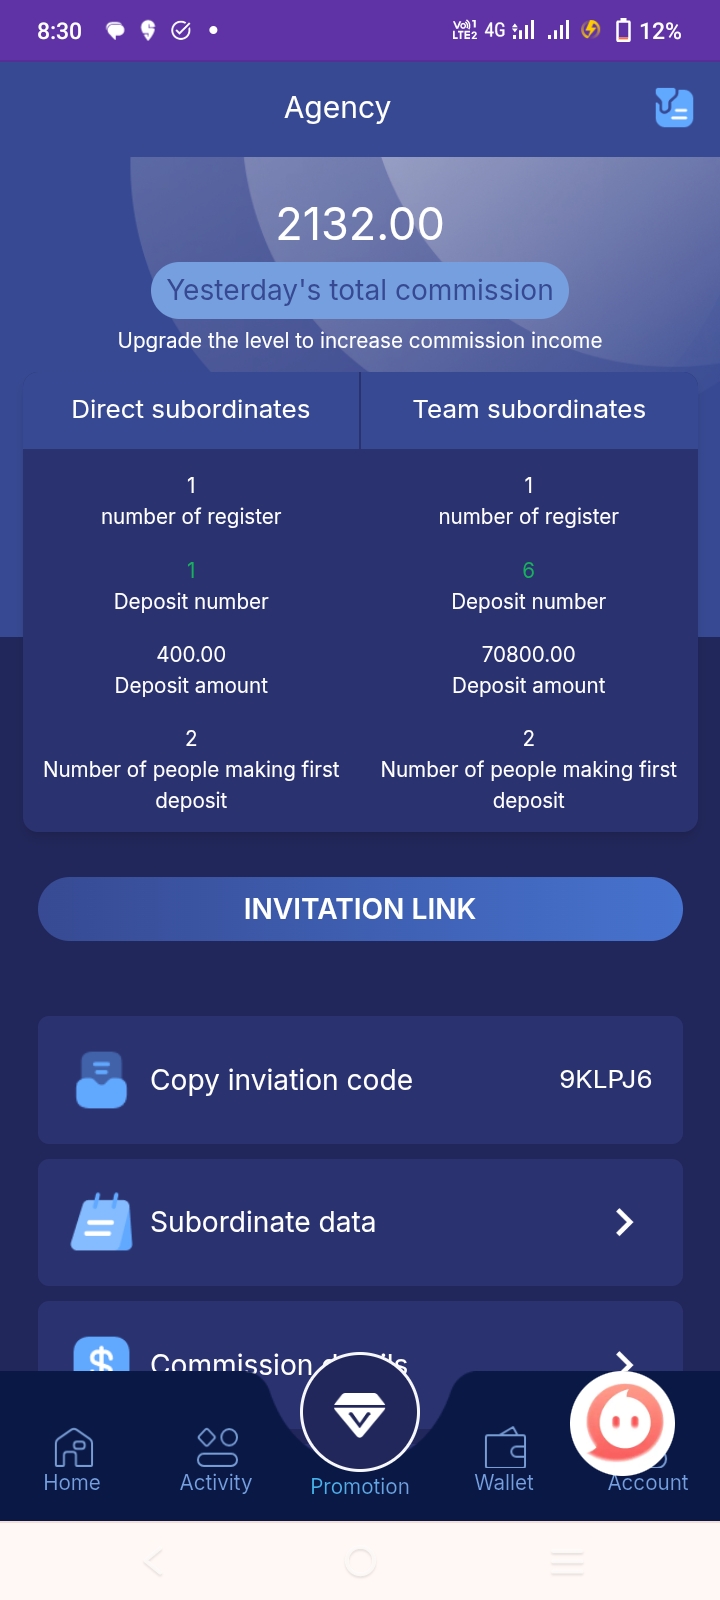 8:30
Vo)) 1
LTE2
4G
12%
Agency
2132.00
Yesterday's total commission
Upgrade the level to increase commission income
Direct subordinates
Team subordinates
1
number of register
1
number of register
1
Deposit number
6
Deposit number
400.00
Deposit amount
70800.00
Deposit amount
2
Number of people making first
deposit
2
Number of people making first
deposit
INVITATION LINK
Copy inviation code
9KLPJ6
Subordinate data
Commission
Home
Activity
Promotion
Wallet
Account